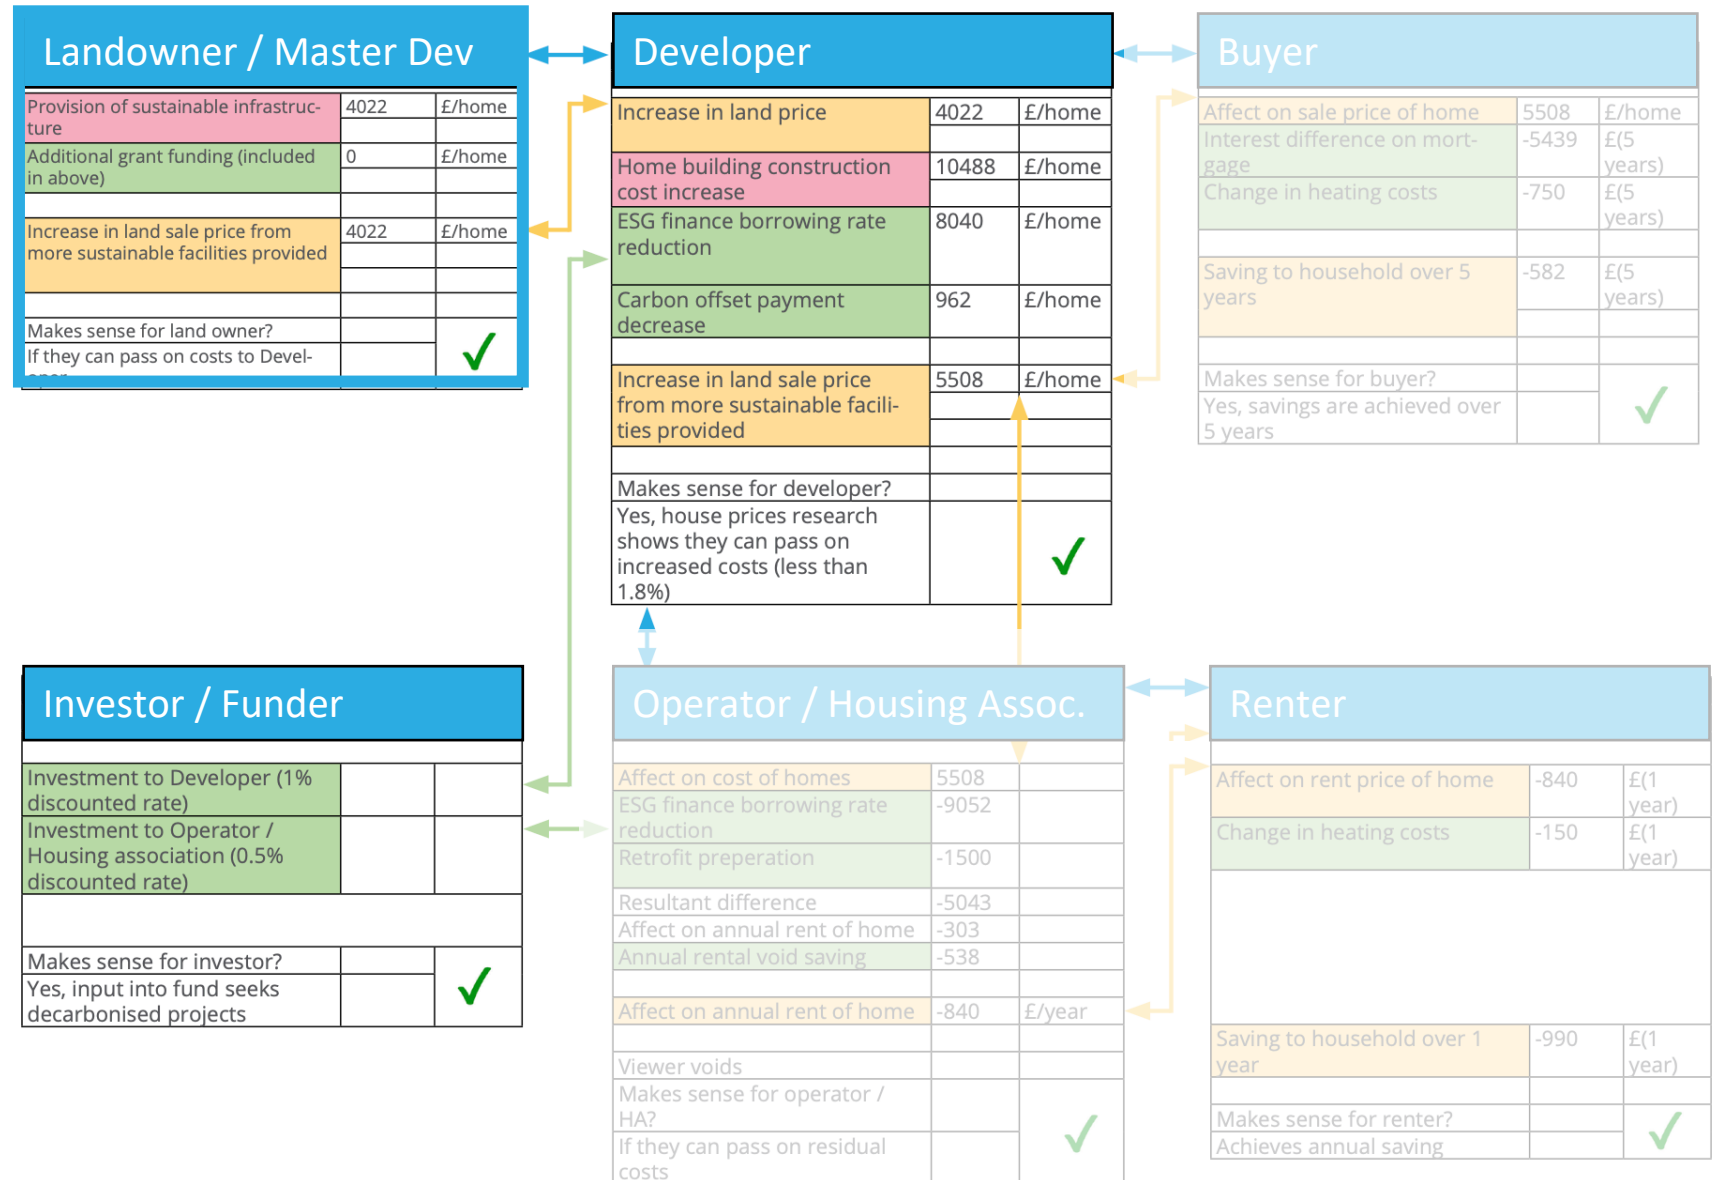 Landowner / Master Dev
Provision of sustainable infrastruc-
ture
4022
£/home
Additional grant funding (included
in above)
0
£/home
Increase in land sale price from
more sustainable facilities provided
4022
£/home
Makes sense for land owner?
If they can pass on costs to Devel-
oper
Developer
Increase in land price
4022
£/home
Home building construction
cost increase
10488
£/home
ESG finance borrowing rate
reduction
8040
£/home
Carbon offset payment
decrease
962
£/home
Increase in land sale price
from more sustainable facili-
ties provided
5508
£/home
Makes sense for developer?
Yes, house prices research
shows they can pass on
increased costs (less than
1.8%)
Buyer
Affect on sale price of home
5508
£/home
Interest difference on mort-
gage
-5439
£(5
years)
Change in heating costs
-750
£(5
years)
Saving to household over 5
years
-582
£(5
years)
Makes sense for buyer?
Yes, savings are achieved over
5 years
Investor / Funder
Investment to Developer (1%
discounted rate)
Investment to Operator /
Housing association (0.5%
discounted rate)
Makes sense for investor?
Yes, input into fund seeks
decarbonised projects
Operator / Housing Assoc.
Affect on cost of homes
5508
ESG finance borrowing rate
reduction
-9052
Retrofit preperation
-1500
Resultant difference
-5043
Affect on annual rent of home
-303
Annual rental void saving
-538
Affect on annual rent of home
-840
£/year
Viewer voids
Makes sense for operator /
HA?
If they can pass on residual
costs
Renter
Affect on rent price of home
-840
£(1
year)
Change in heating costs
-150
£(1
year)
Saving to household over 1
year
-990
£(1
year)
Makes sense for renter?
Achieves annual saving